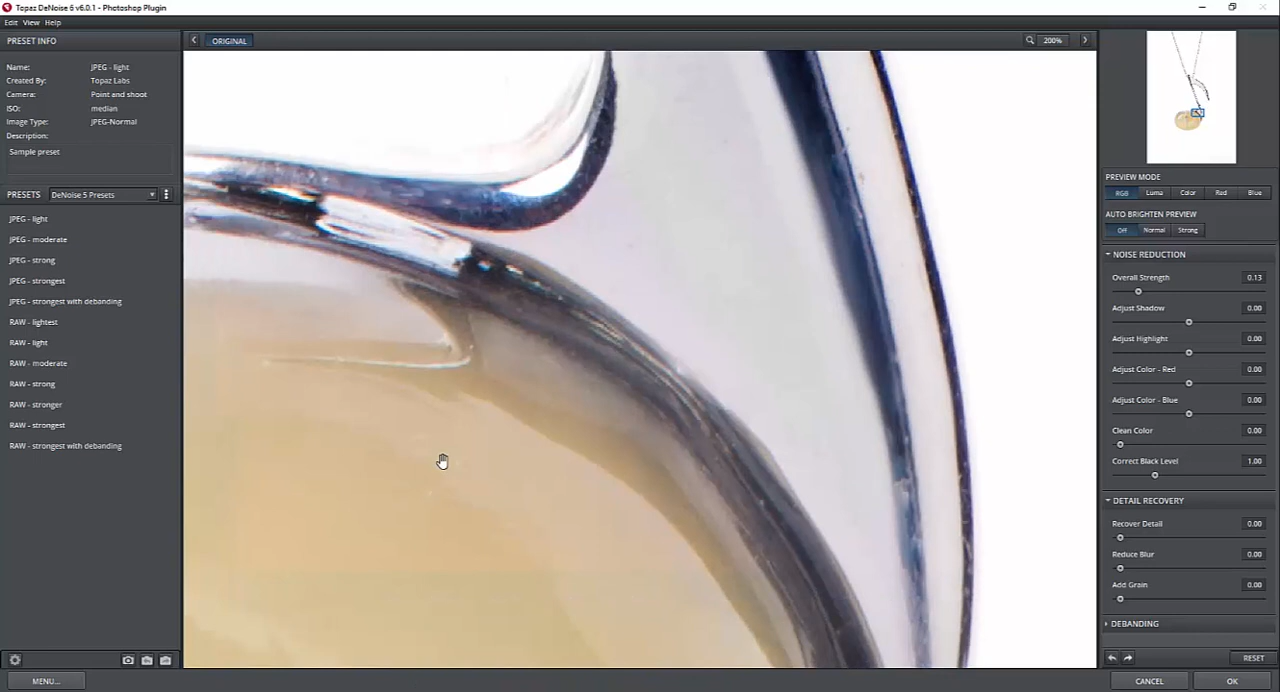 Topaz DeNoise 6 v6.0.1 - Photoshop Plugin
Edit View Help
PRESET INFO
Name: JPEG - light
Created By: Topaz Labs
Camera: Point and shoot
ISO: median
Image Type: JPEG-Normal
Description:
Sample preset
PRESETS DeNoise 5 Presets
JPEG - light
JPEG - moderate
JPEG - strong
JPEG - strongest
JPEG - strongest with debanding
RAW - lightest
RAW - light
RAW - moderate
RAW - strong
RAW - stronger
RAW - strongest
RAW - strongest with debanding
MENU...
ORIGINAL
200%
PREVIEW MODE
RGB Luma Color Red Blue
AUTO BRIGHTEN PREVIEW
Off Normal Strong
NOISE REDUCTION
Overall Strength 0.13
Adjust Shadow 0.00
Adjust Highlight 0.00
Adjust Color - Red 0.00
Adjust Color - Blue 0.00
Clean Color 0.00
Correct Black Level 1.00
DETAIL RECOVERY
Recover Detail 0.00
Reduce Blur 0.00
Add Grain 0.00
DEBANDING
RESET
CANCEL OK